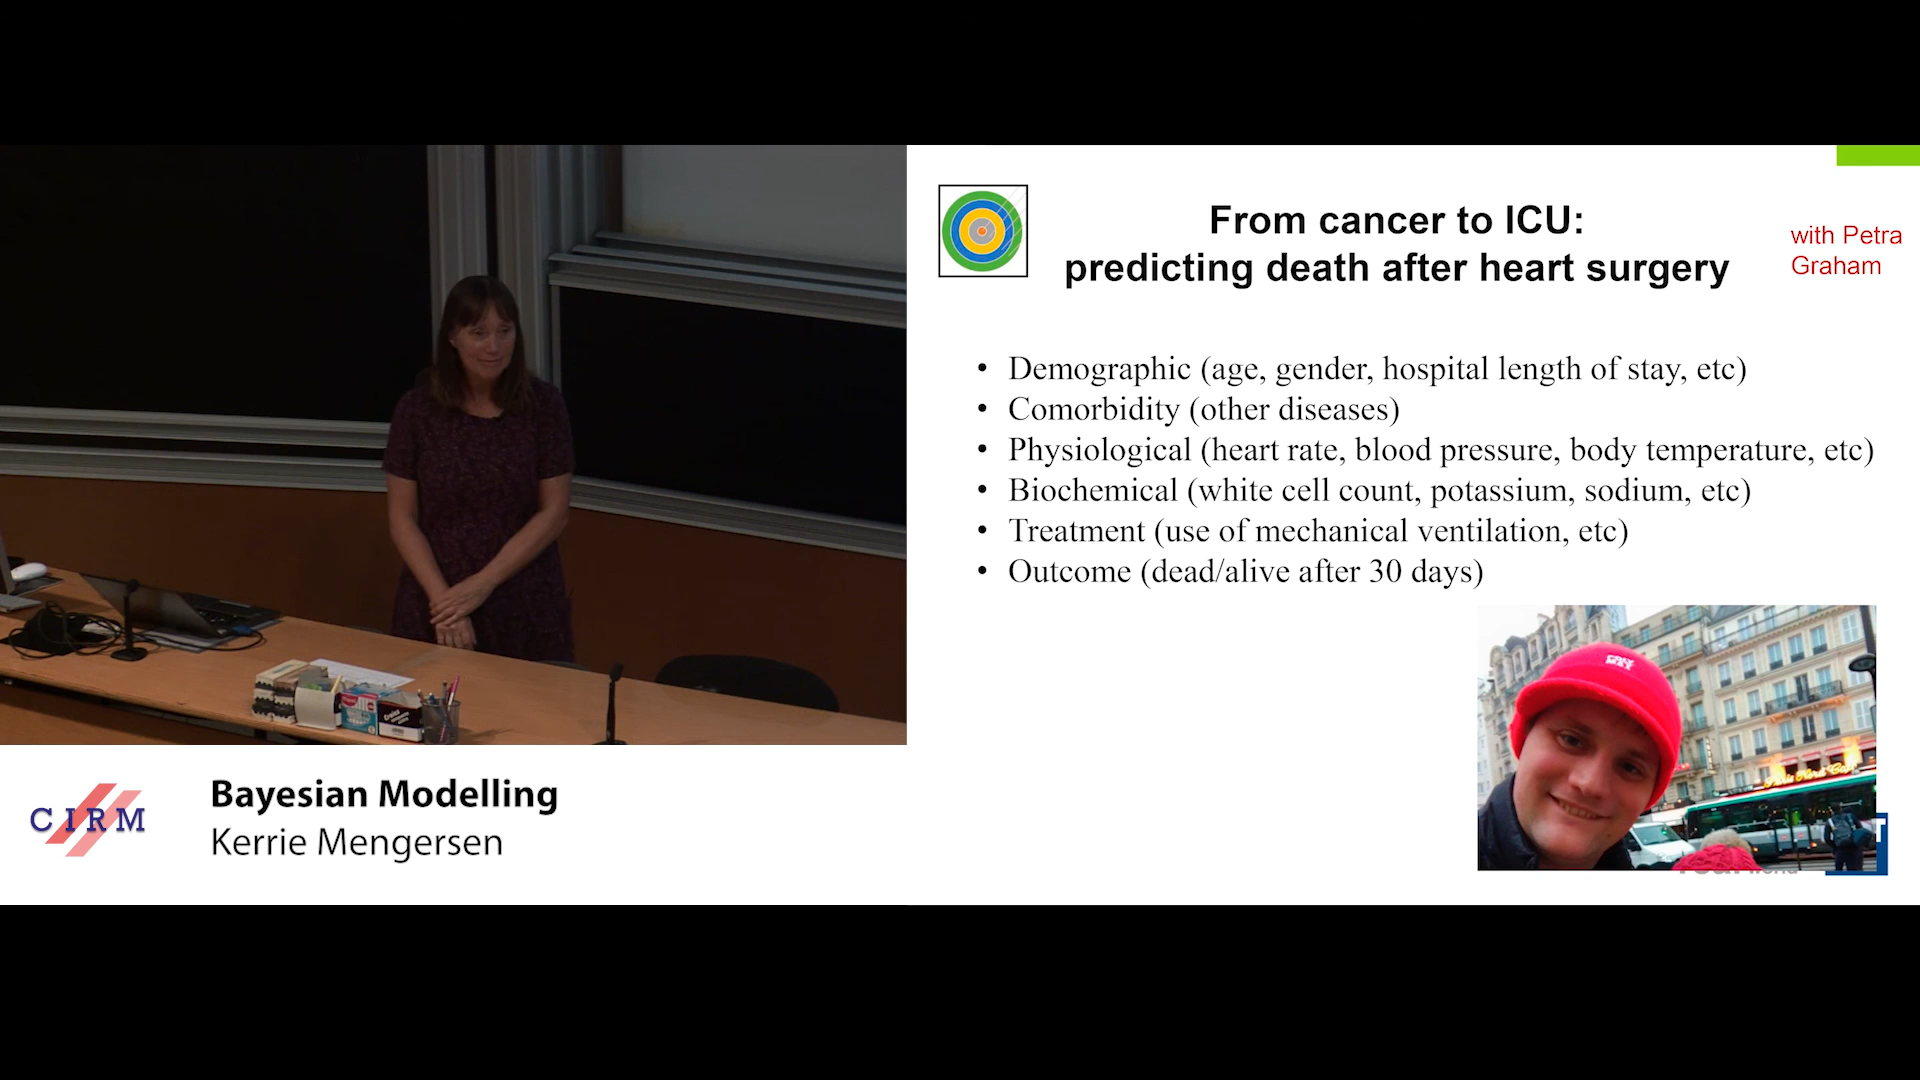 From cancer to ICU:
predicting death after heart surgery
with Petra
Graham
• Demographic (age, gender, hospital length of stay, etc)
• Comorbidity (other diseases)
• Physiological (heart rate, blood pressure, body temperature, etc)
• Biochemical (white cell count, potassium, sodium, etc)
• Treatment (use of mechanical ventilation, etc)
• Outcome (dead/alive after 30 days)
CIRM
Bayesian Modelling
Kerrie Mengersen